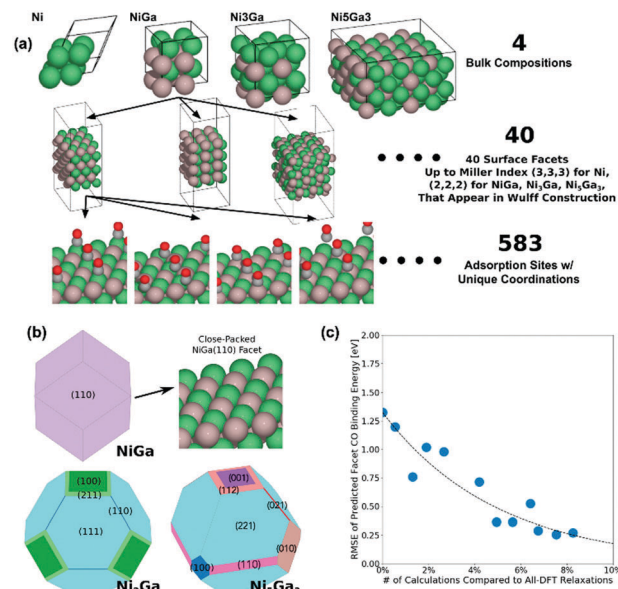 Ni
NiGa
Ni3Ga
Ni5Ga3
(a)
4
Bulk Compositions
40
40 Surface Facets
Up to Miller Index (3,3,3) for Ni,
(2,2,2) for NiGa, Ni₃Ga, Ni₅Ga₃,
That Appear in Wulff Construction
583
Adsorption Sites w/
Unique Coordinations
(b)
(110)
NiGa
Close-Packed
NiGa(110) Facet
(100)
(211)
(110)
(111)
(001)
(112)
(021)
(221)
(010)
(100)
(110)
(c)
RMSE of Predicted Facet CO Binding Energy [eV]
2.00
1.75
1.50
1.25
1.00
0.75
0.50
0.25
0.00
0%
2%
4%
6%
8%
10%
# of Calculations Compared to All-DFT Relaxations